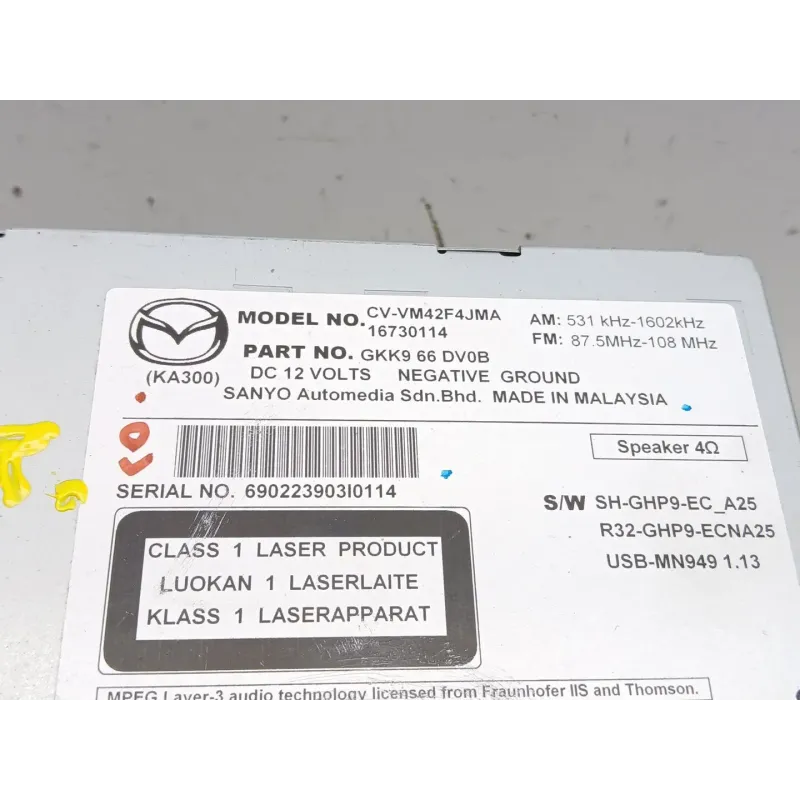 MODEL NO. CV-VM42F4JMA
16730114
PART NO. GKK9 66 DV0B
(KA300)
DC 12 VOLTS NEGATIVE GROUND
SANYO Automedia Sdn.Bhd. MADE IN MALAYSIA
AM: 531 kHz-1602kHz
FM: 87.5MHz-108 MHz
Speaker 4Ω
SERIAL NO. 690223903I0114
S/W SH-GHP9-EC_A25
R32-GHP9-ECNA25
USB-MN949 1.13
CLASS 1 LASER PRODUCT
LUOKAN 1 LASERLAITE
KLASS 1 LASERAPPARAT
MPEG Layer-3 audio technology licensed from Fraunhofer IIS and Thomson.